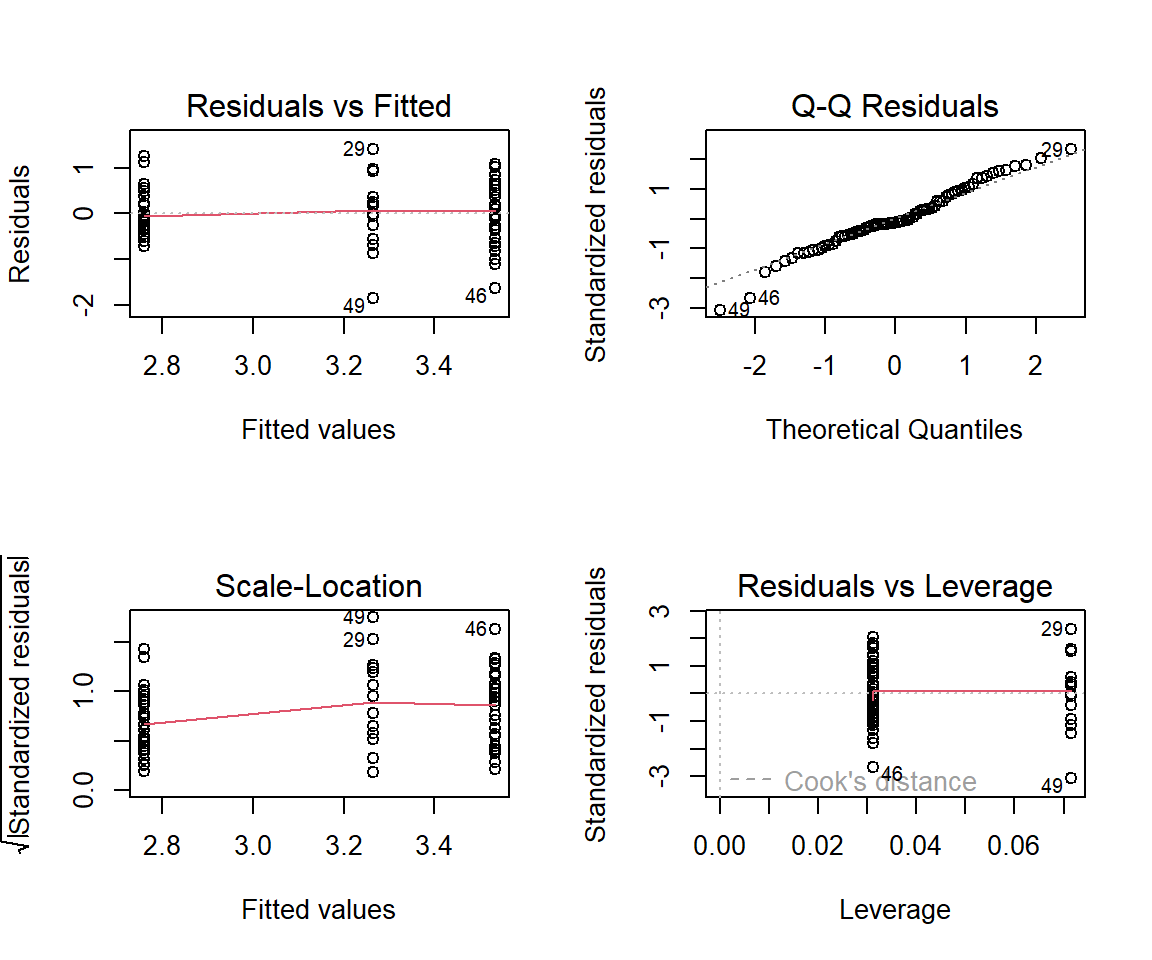 Residuals vs Fitted
Residuals
1
0
-2
29
49
46
2.8 3.0 3.2 3.4
Fitted values
Q-Q Residuals
Standardized residuals
1
-1
-3
29
46
49
-2 -1 0 1 2
Theoretical Quantiles
Scale-Location
√|Standardized residuals|
1.0
0.0
49
29
46
2.8 3.0 3.2 3.4
Fitted values
Residuals vs Leverage
Standardized residuals
3
1
-1
-3
29
46
49
Cook's distance
0.00 0.02 0.04 0.06
Leverage